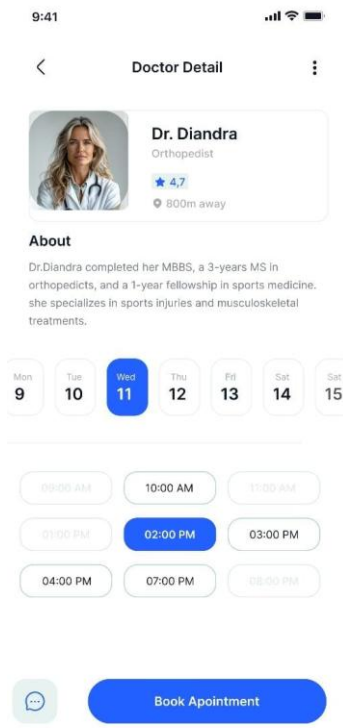 9:41
Doctor Detail
Dr. Diandra
Orthopedist
4,7
800m away
About
Dr.Diandra completed her MBBS, a 3-years MS in
orthopedicts, and a 1-year fellowship in sports medicine.
she specializes in sports injuries and musculoskeletal
treatments.
Mon Tue Wed Thu Fri Sat Sat
9 10 11 12 13 14 15
09:00 AM 10:00 AM 11:00 AM
01:00 PM 02:00 PM 03:00 PM
04:00 PM 07:00 PM 08:00 PM
Book Apointment